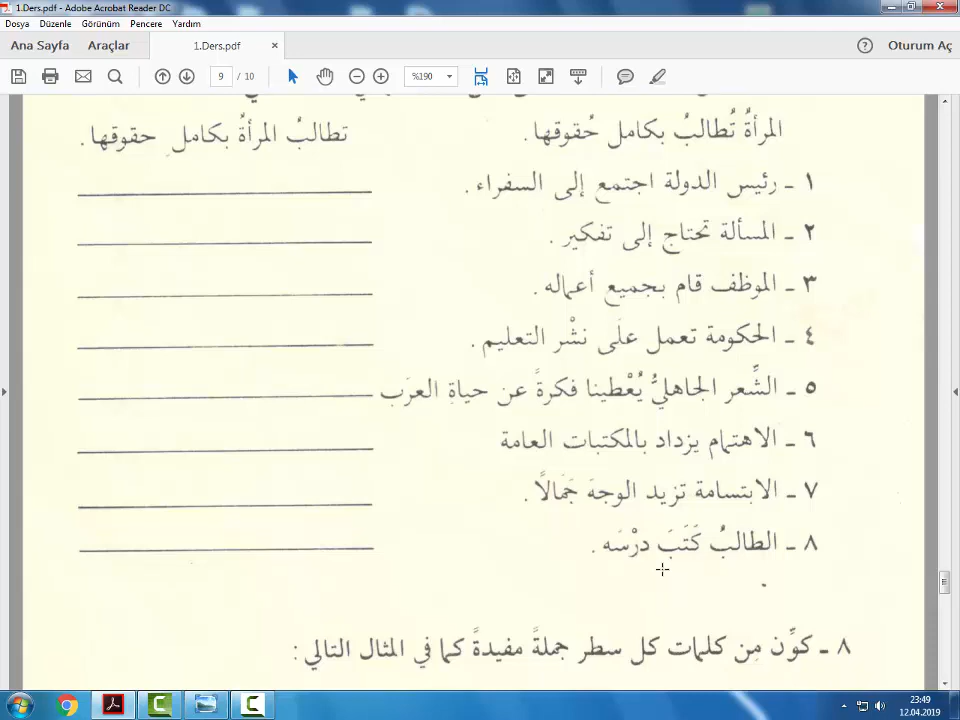 1.Ders.pdf - Adobe Acrobat Reader DC
Dosya Düzenle Görünüm Pencere Yardım
Ana Sayfa Araçlar 1.Ders.pdf × ? Oturum Aç
9 / 10 %190
المرأةُ تُطالبُ بكامل حُقوقها . تطالبُ المرأةُ بكامل حقوقها .
١ ـ رئيس الدولة اجتمع إلى السفراء .
٢ ـ المسألة تحتاج إلى تفكير .
٣ ـ الموظف قام بجميع أعماله .
٤ ـ الحكومة تعمل على نشْر التعليم .
٥ ـ الشِّعر الجاهليُّ يُعْطينا فكرةً عن حياةِ العرَب
٦ ـ الاهتمام يزداد بالمكتبات العامة
٧ ـ الابتسامة تزيد الوجهَ جَمالًا .
٨ ـ الطالبُ كَتَبَ درْسَه .
٨ ـ كوِّن مِن كلمات كل سطر جملةً مفيدةً كما في المثال التالي :
23:49
12.04.2019